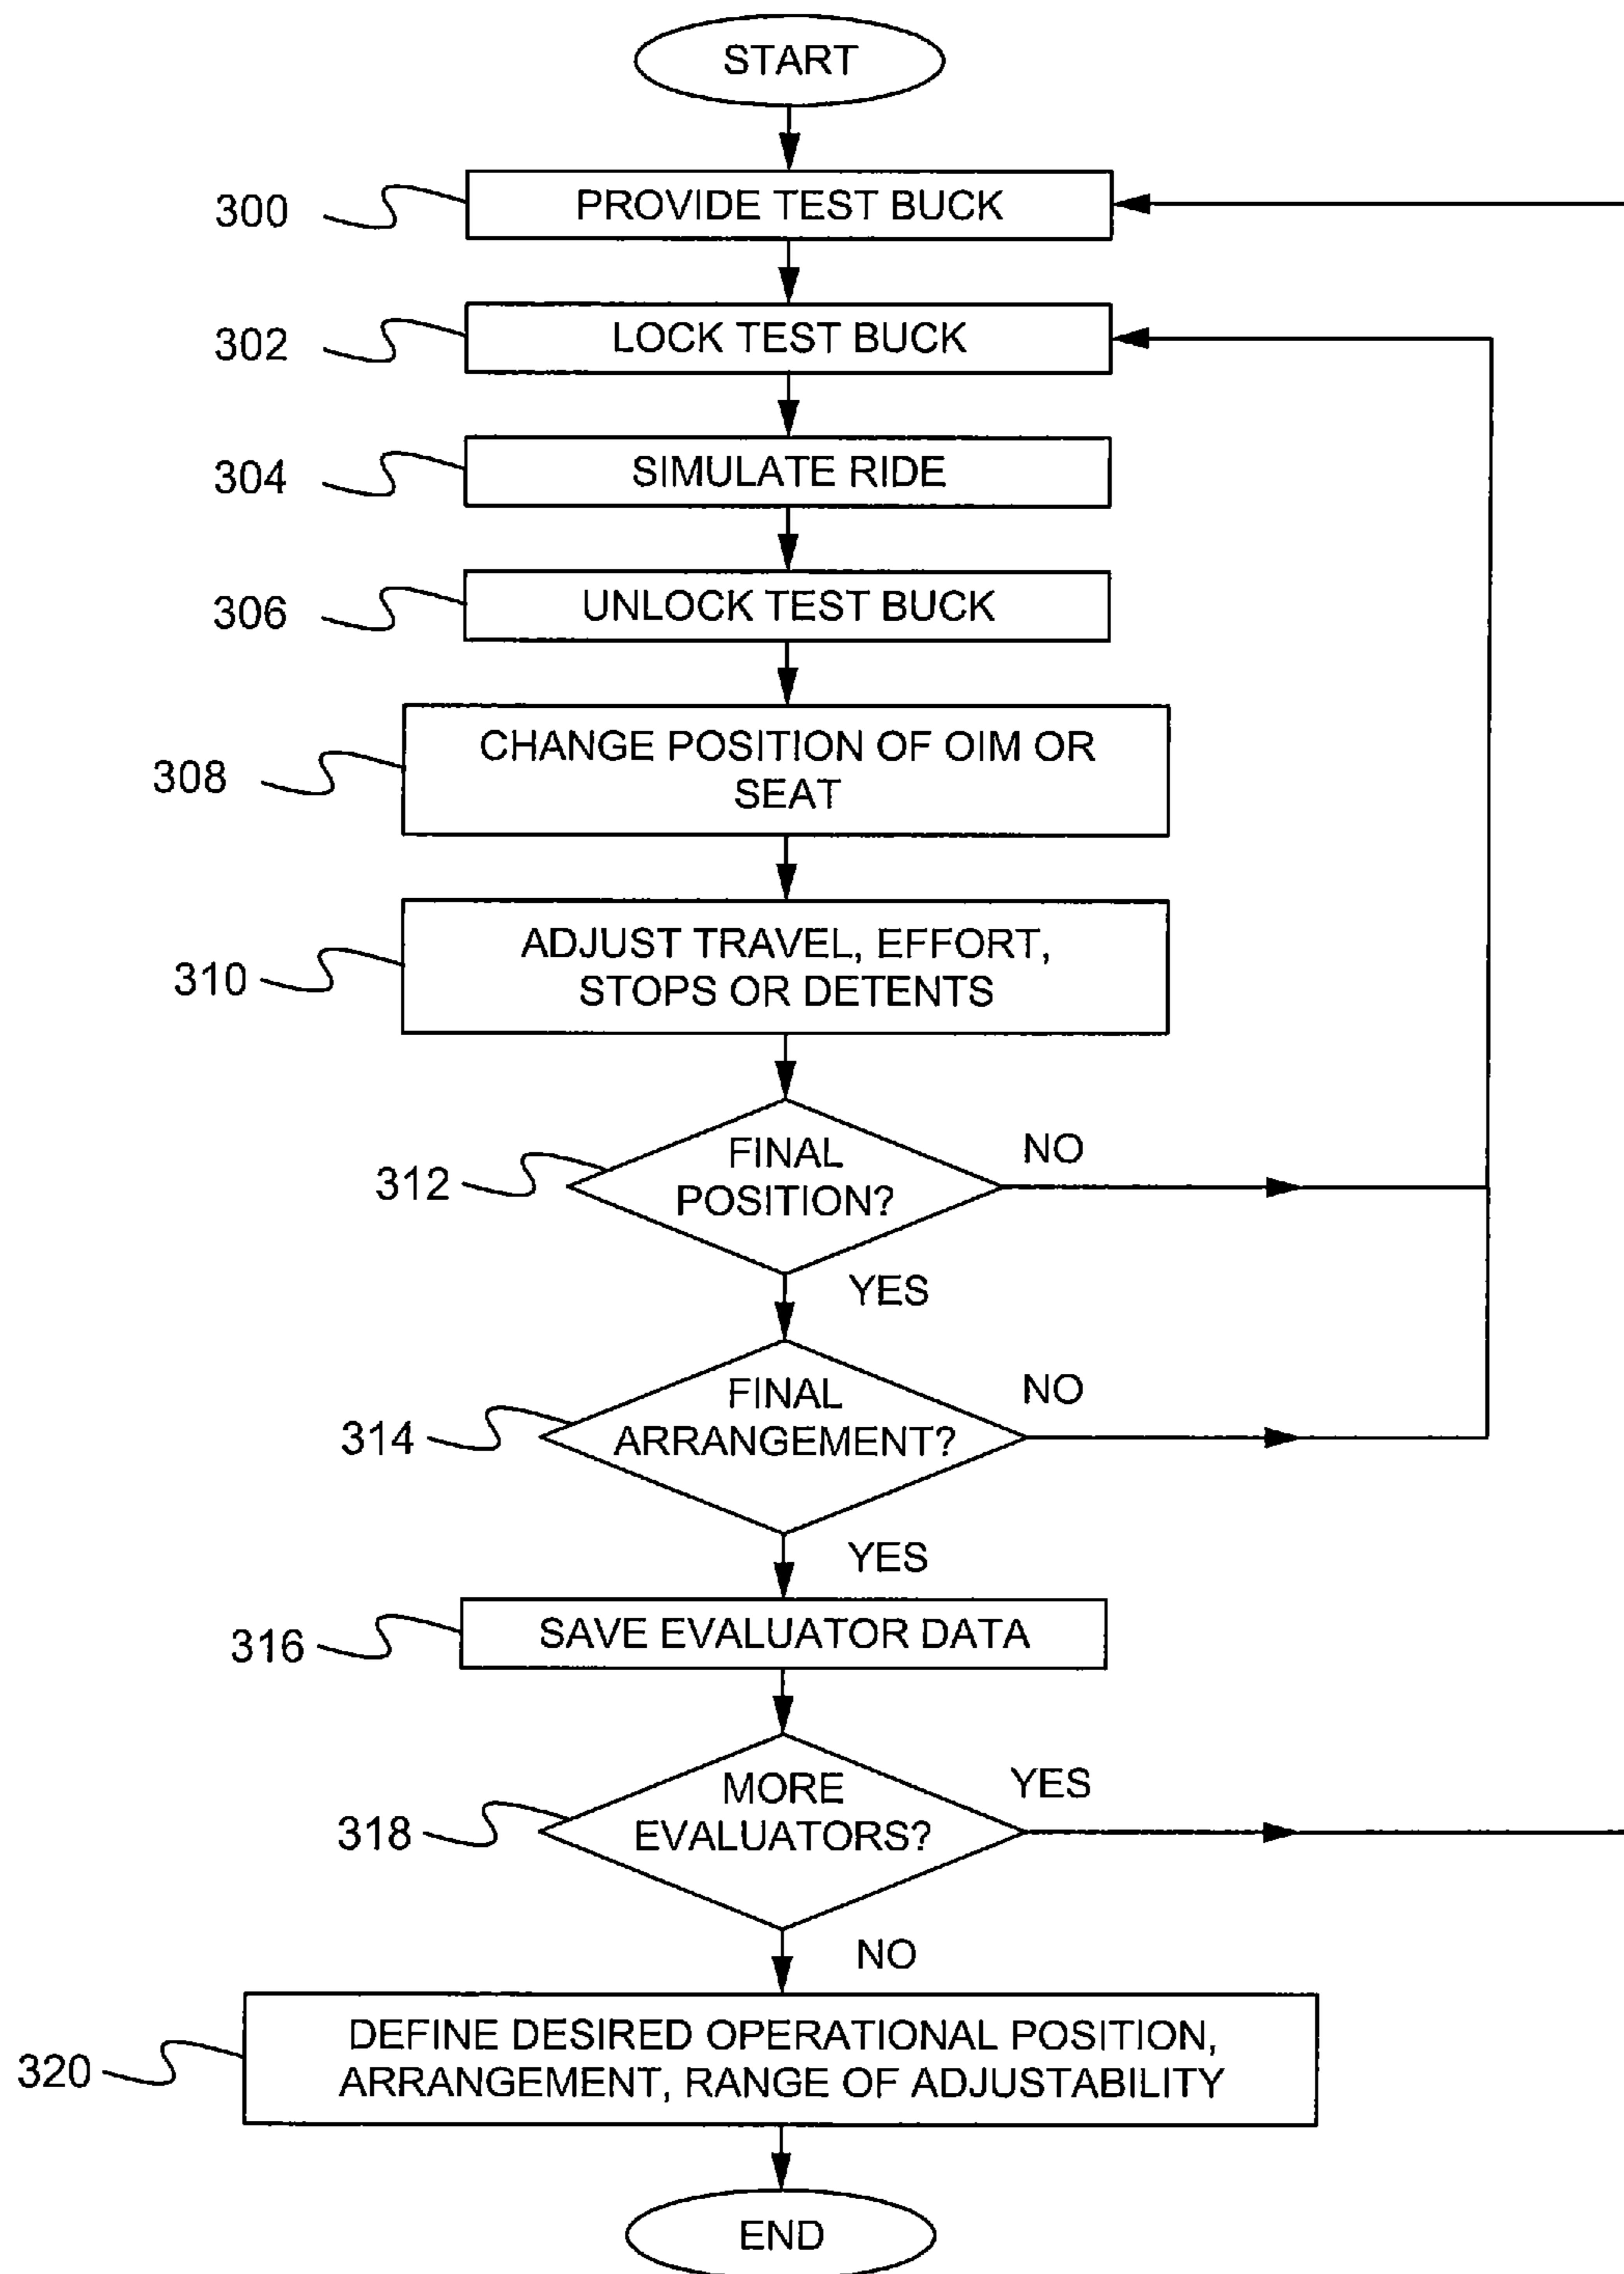 START
300
PROVIDE TEST BUCK
302
LOCK TEST BUCK
304
SIMULATE RIDE
306
UNLOCK TEST BUCK
308
CHANGE POSITION OF OIM OR
SEAT
310
ADJUST TRAVEL, EFFORT,
STOPS OR DETENTS
312
FINAL
POSITION?
NO
YES
314
FINAL
ARRANGEMENT?
NO
YES
316
SAVE EVALUATOR DATA
318
MORE
EVALUATORS?
YES
NO
320
DEFINE DESIRED OPERATIONAL POSITION,
ARRANGEMENT, RANGE OF ADJUSTABILITY
END